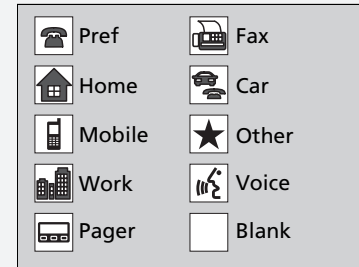 Pref
Fax
Home
Car
Mobile
Other
Work
Voice
Pager
Blank